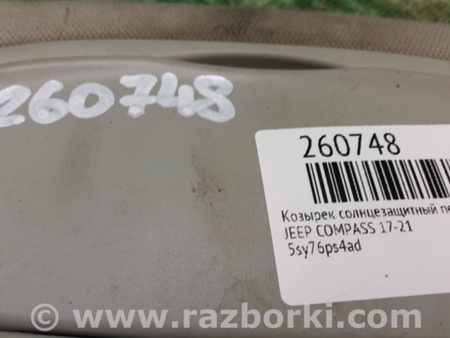 260748
260748
Козырек солнцезащитный
JEEP COMPASS 17-21
5sy76ps4ad
www.razborki.com